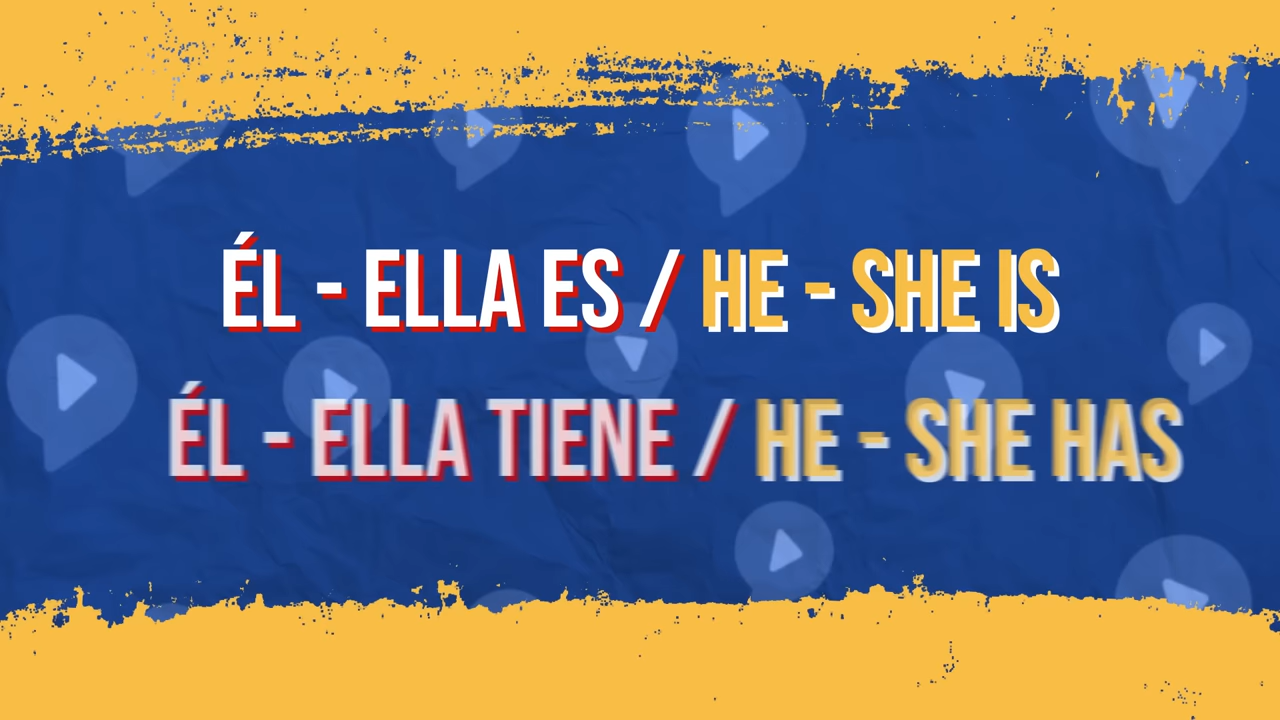 ÉL - ELLA ES / HE - SHE IS
ÉL - ELLA TIENE / HE - SHE HAS